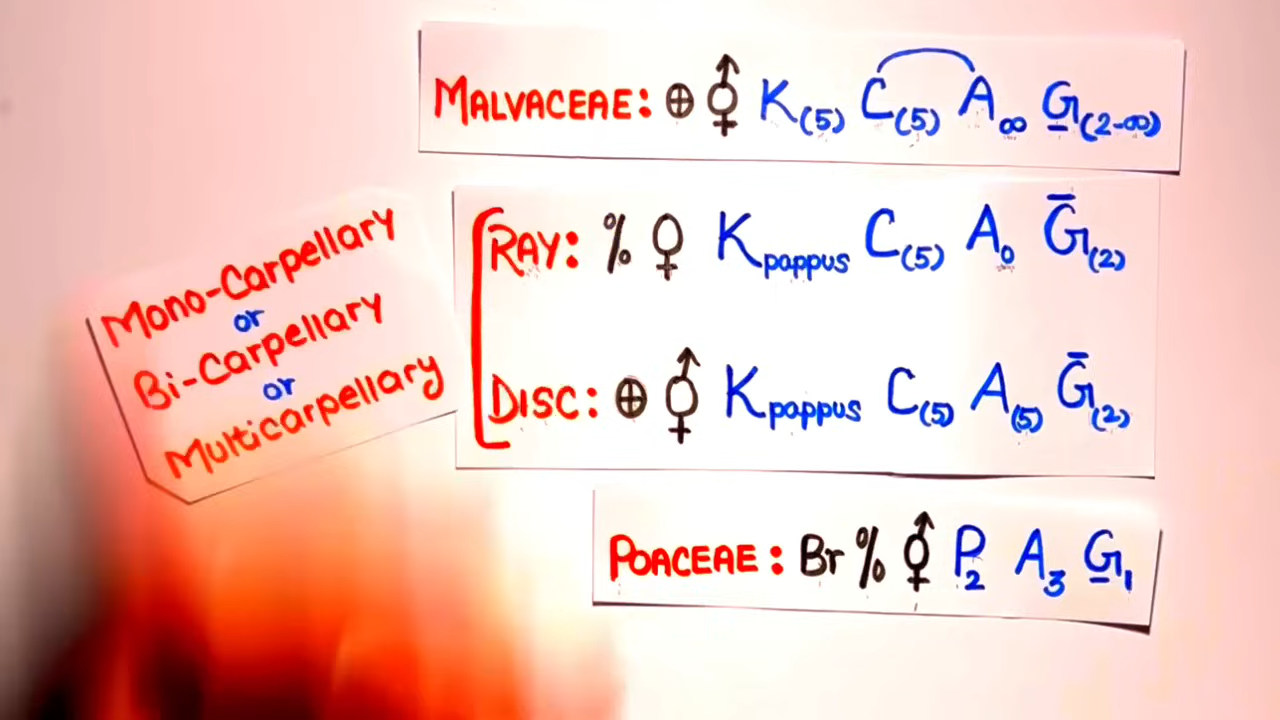 MALVACEAE: ⊕ ⚥ K(5) C(5) A∞ G̲(2-∞)
Mono-Carpellary
or
Bi-Carpellary
or
Multicarpellary
RAY: % ♀ Kpappus C(5) A0 Ḡ(2)
DISC: ⊕ ⚥ Kpappus C(5) A(5) Ḡ(2)
POACEAE: Br % ⚥ P2 A3 G̲1